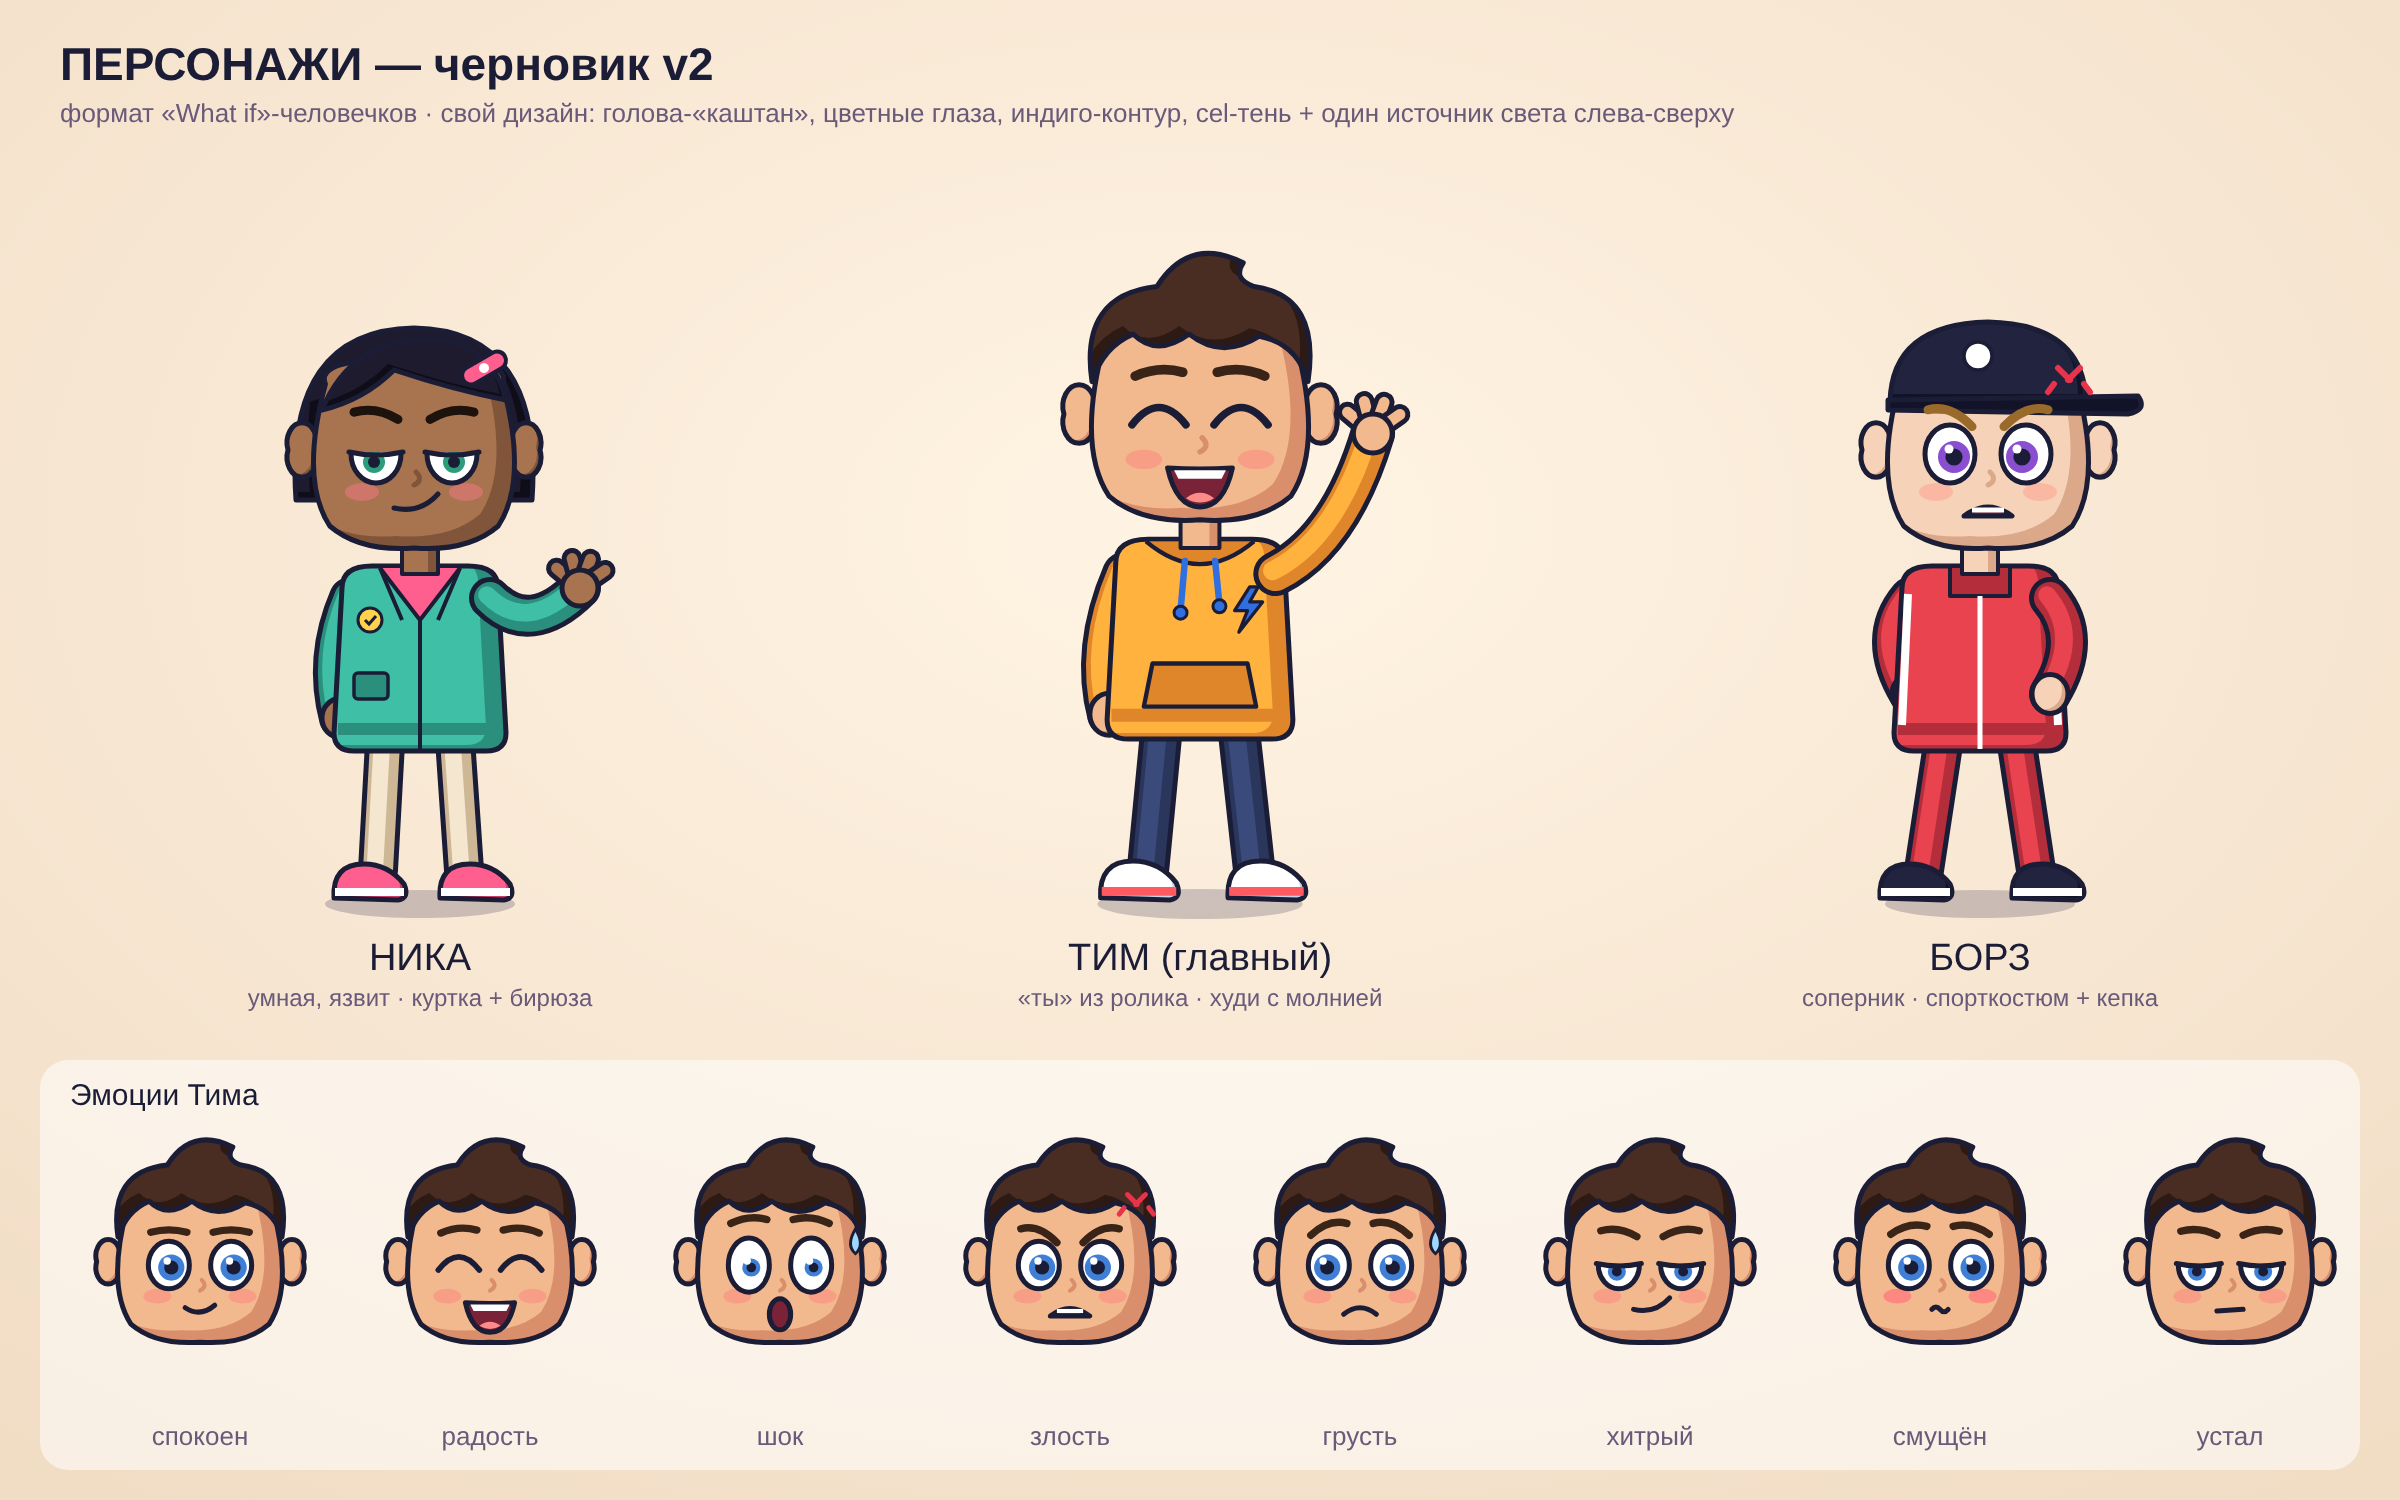 ПЕРСОНАЖИ — черновик v2
формат «What if»-человечков · свой дизайн: голова-«каштан», цветные глаза, индиго-контур, cel-тень + один источник света слева-сверху
НИКА
умная, язвит · куртка + бирюза
ТИМ (главный)
«ты» из ролика · худи с молнией
БОРЗ
соперник · спорткостюм + кепка
Эмоции Тима
спокоен
радость
шок
злость
грусть
хитрый
смущён
устал